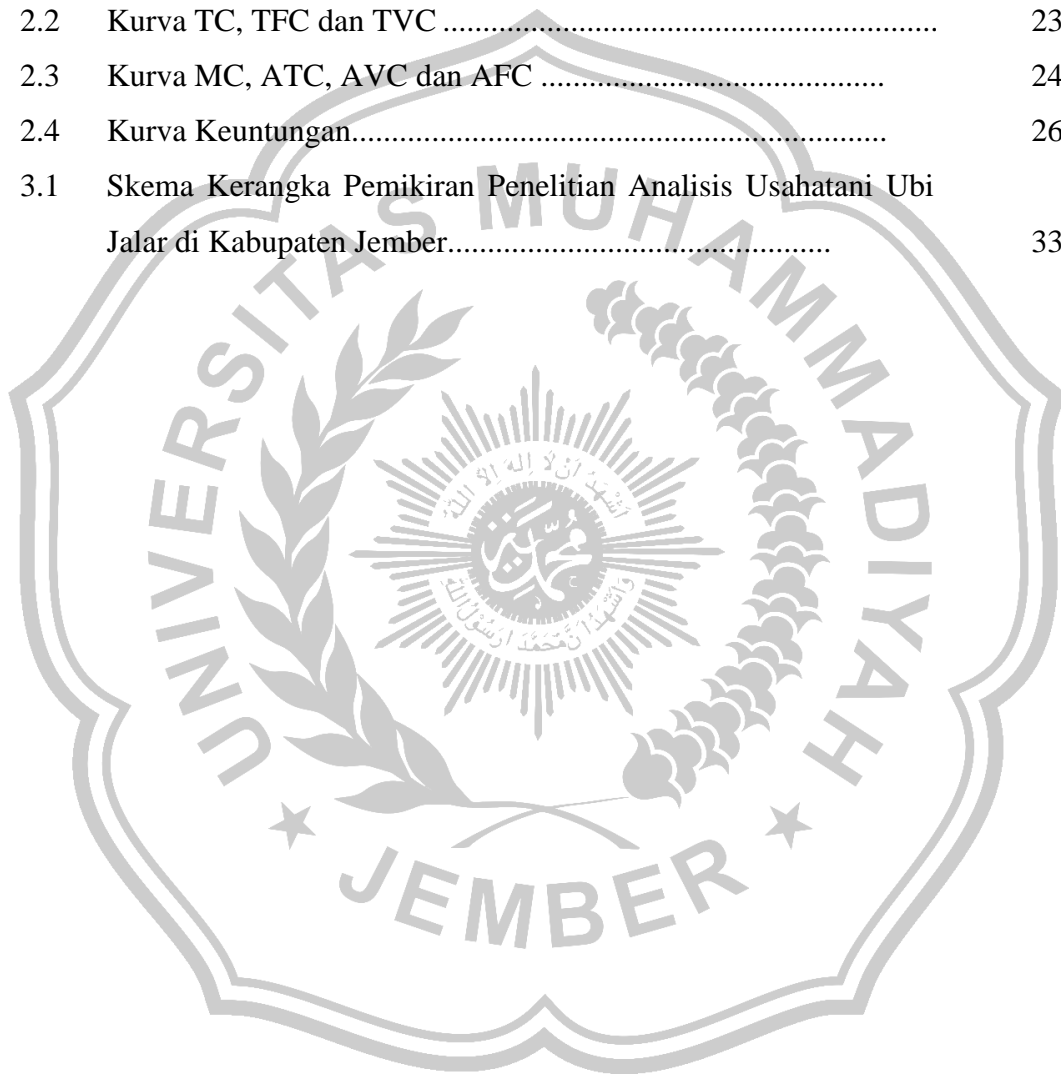 2.2 Kurva TC, TFC dan TVC ............................................................. 23
2.3 Kurva MC, ATC, AVC dan AFC .......................................... 24
2.4 Kurva Keuntungan.................................................................. 26
3.1 Skema Kerangka Pemikiran Penelitian Analisis Usahatani Ubi
Jalar di Kabupaten Jember............................................... 33
UNIVERSITAS MUHAMMADIYAH
JEMBER